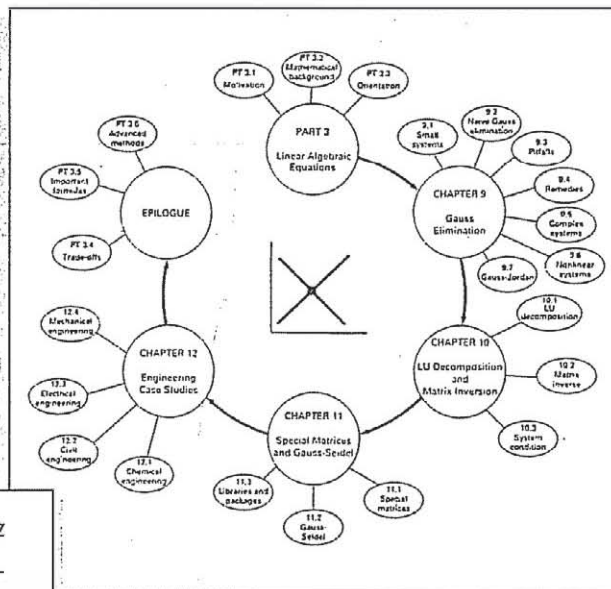 PT 3.1
Motivation
PT 3.2
Mathematical
background
PT 3.3
Orientation
PART 3
Linear Algebraic
Equations
9.1
Small
systems
9.2
Naive Gauss
elimination
9.3
Pitfalls
9.4
Remedies
9.5
Complex
systems
9.6
Nonlinear
systems
9.7
Gauss-Jordan
CHAPTER 9
Gauss
Elimination
10.1
LU
decomposition
10.2
Matrix
inverse
10.3
System
condition
CHAPTER 10
LU Decomposition
and
Matrix Inversion
CHAPTER 11
Special Matrices
and Gauss-Seidel
11.1
Special
matrices
11.2
Gauss-
Seidel
11.3
Libraries and
packages
CHAPTER 12
Engineering
Case Studies
12.1
Chemical
engineering
12.2
Civil
engineering
12.3
Electrical
engineering
12.4
Mechanical
engineering
EPILOGUE
PT 3.4
Trade-offs
PT 3.5
Important
formulas
PT 3.6
Advanced
methods
z